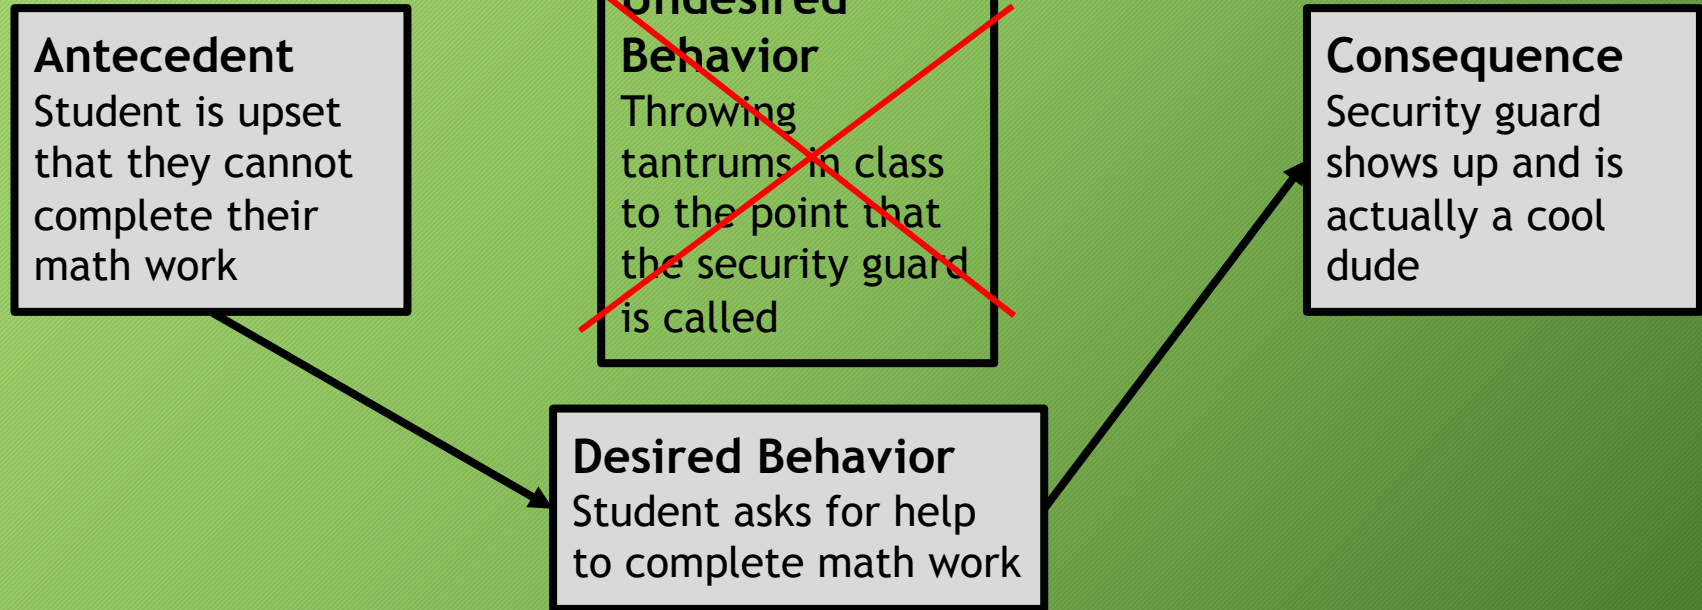 Antecedent
Student is upset
that they cannot
complete their
math work
Undesired
Behavior
Throwing
tantrums in class
to the point that
the security guard
is called
Consequence
Security guard
shows up and is
actually a cool
dude
Desired Behavior
Student asks for help
to complete math work